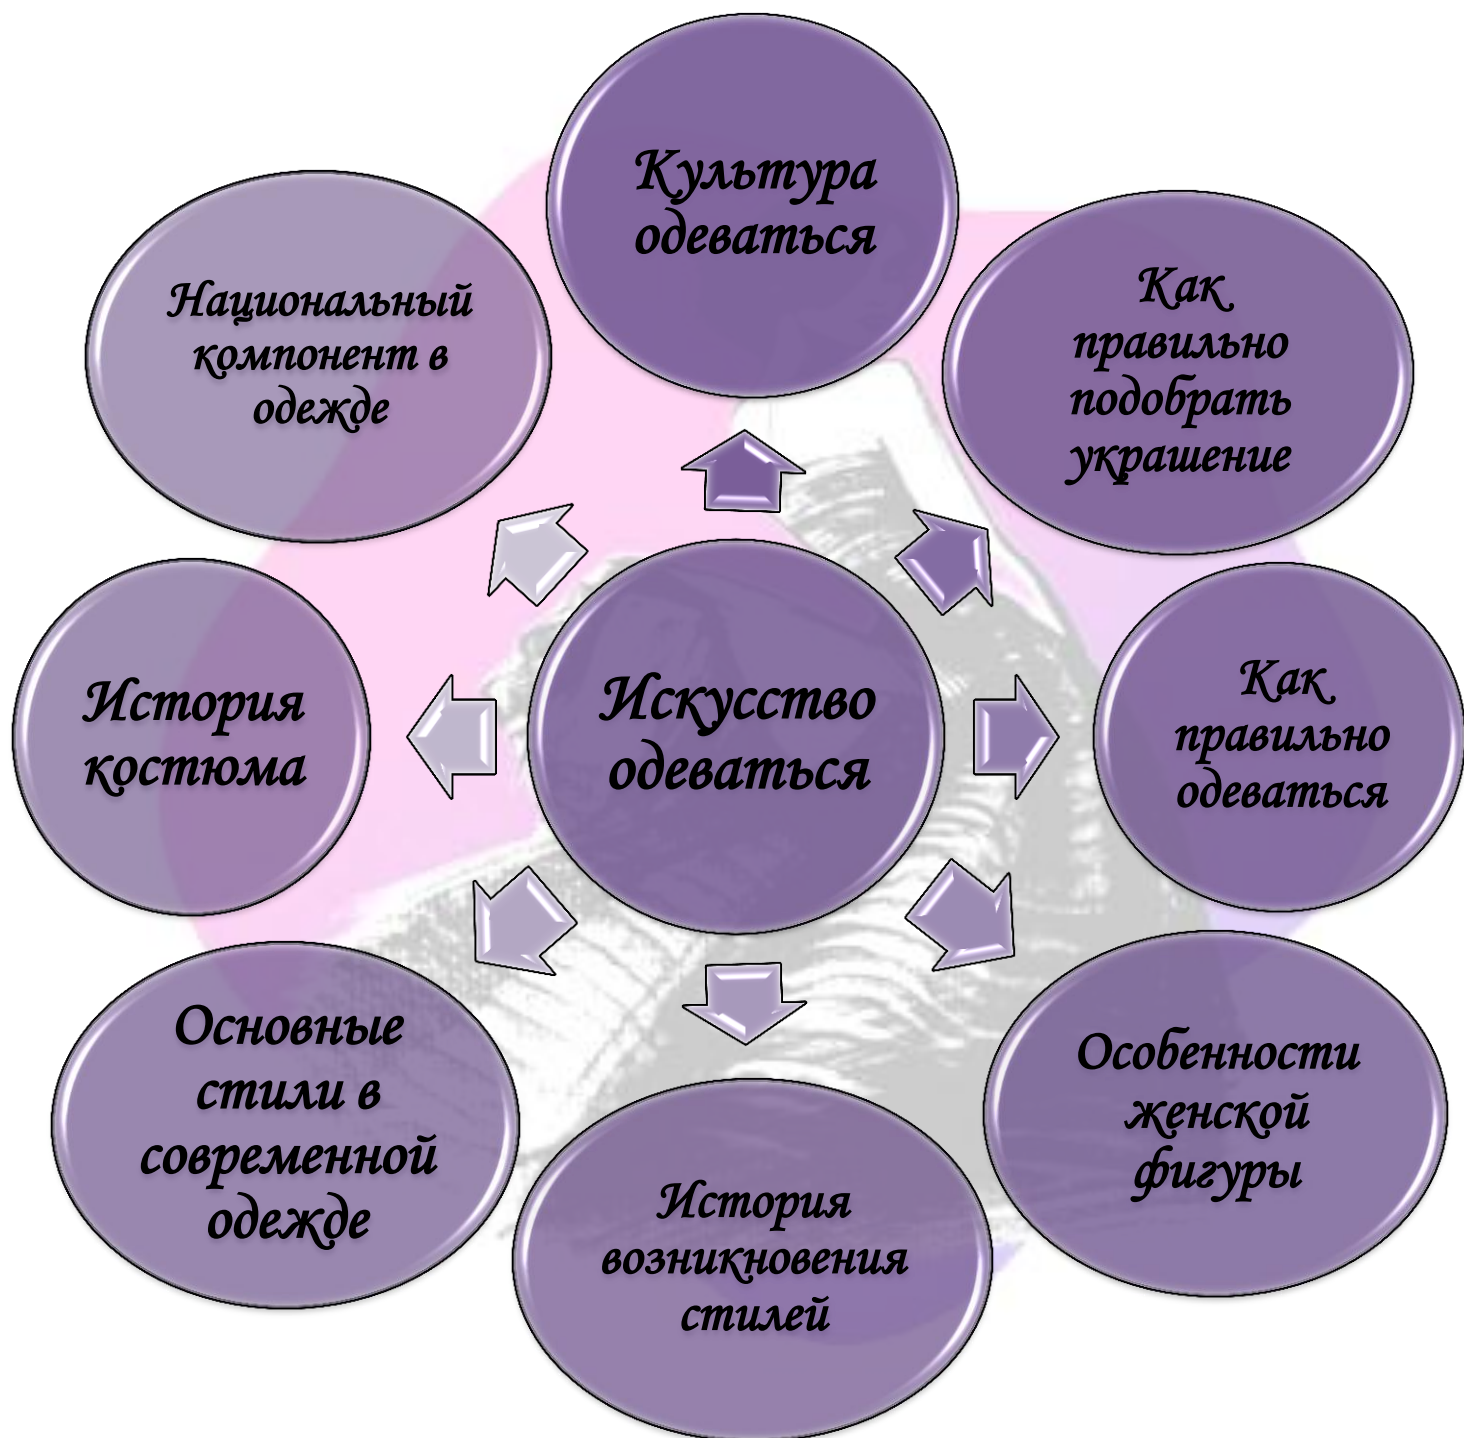 Культура
одеваться
Как
правильно
подобрать
украшение
Как
правильно
одеваться
Особенности
женской
фигуры
История
возникновения
стилей
Основные
стили в
современной
одежде
История
костюма
Национальный
компонент в
одежде
Искусство
одеваться